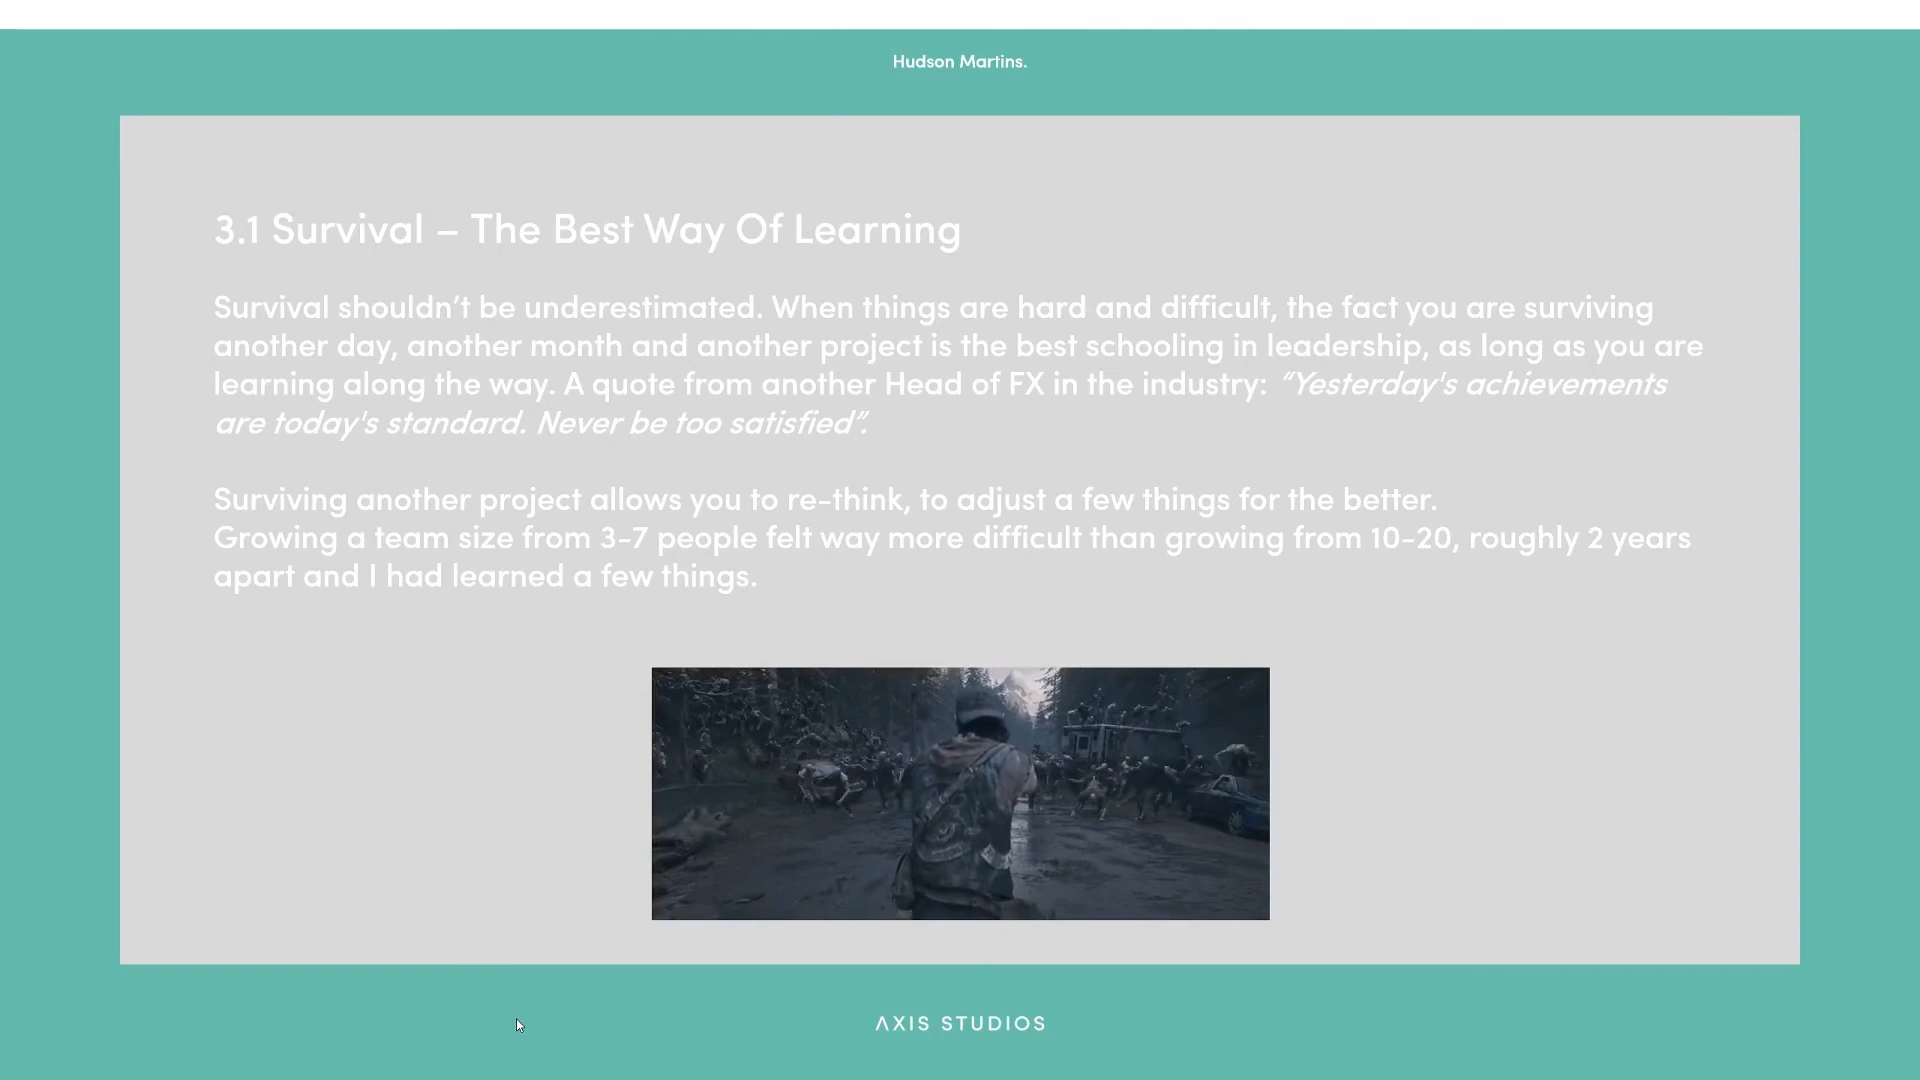 Hudson Martins.
3.1 Survival – The Best Way Of Learning
Survival shouldn’t be underestimated. When things are hard and difficult, the fact you are surviving
another day, another month and another project is the best schooling in leadership, as long as you are
learning along the way. A quote from another Head of FX in the industry: “Yesterday's achievements
are today's standard. Never be too satisfied”.
Surviving another project allows you to re-think, to adjust a few things for the better.
Growing a team size from 3-7 people felt way more difficult than growing from 10-20, roughly 2 years
apart and I had learned a few things.
AXIS STUDIOS